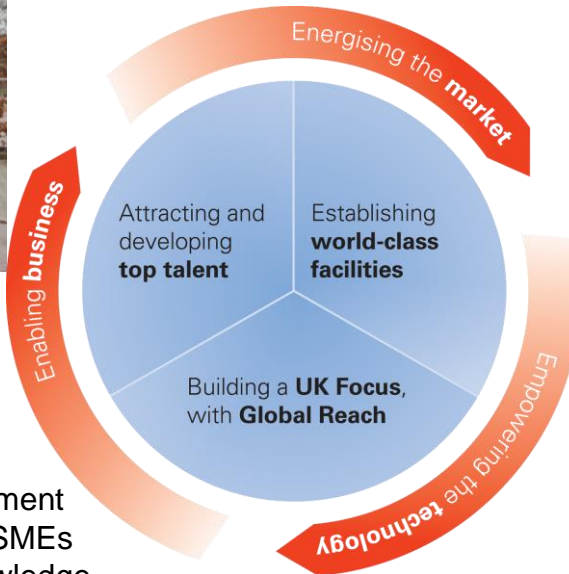 Energising the market
Attracting and
developing
top talent
Establishing
world-class
facilities
Enabling business
Building a UK Focus,
with Global Reach
Empowering the technology
SMEs